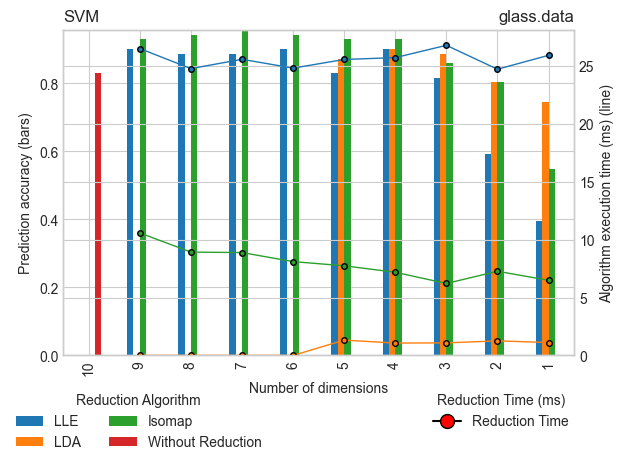 SVM
glass.data
Prediction accuracy (bars)
0.0
0.2
0.4
0.6
0.8
Algorithm execution time (ms) (line)
0
5
10
15
20
25
10 9 8 7 6 5 4 3 2 1
Number of dimensions
Reduction Algorithm
LLE
LDA
Isomap
Without Reduction
Reduction Time (ms)
Reduction Time